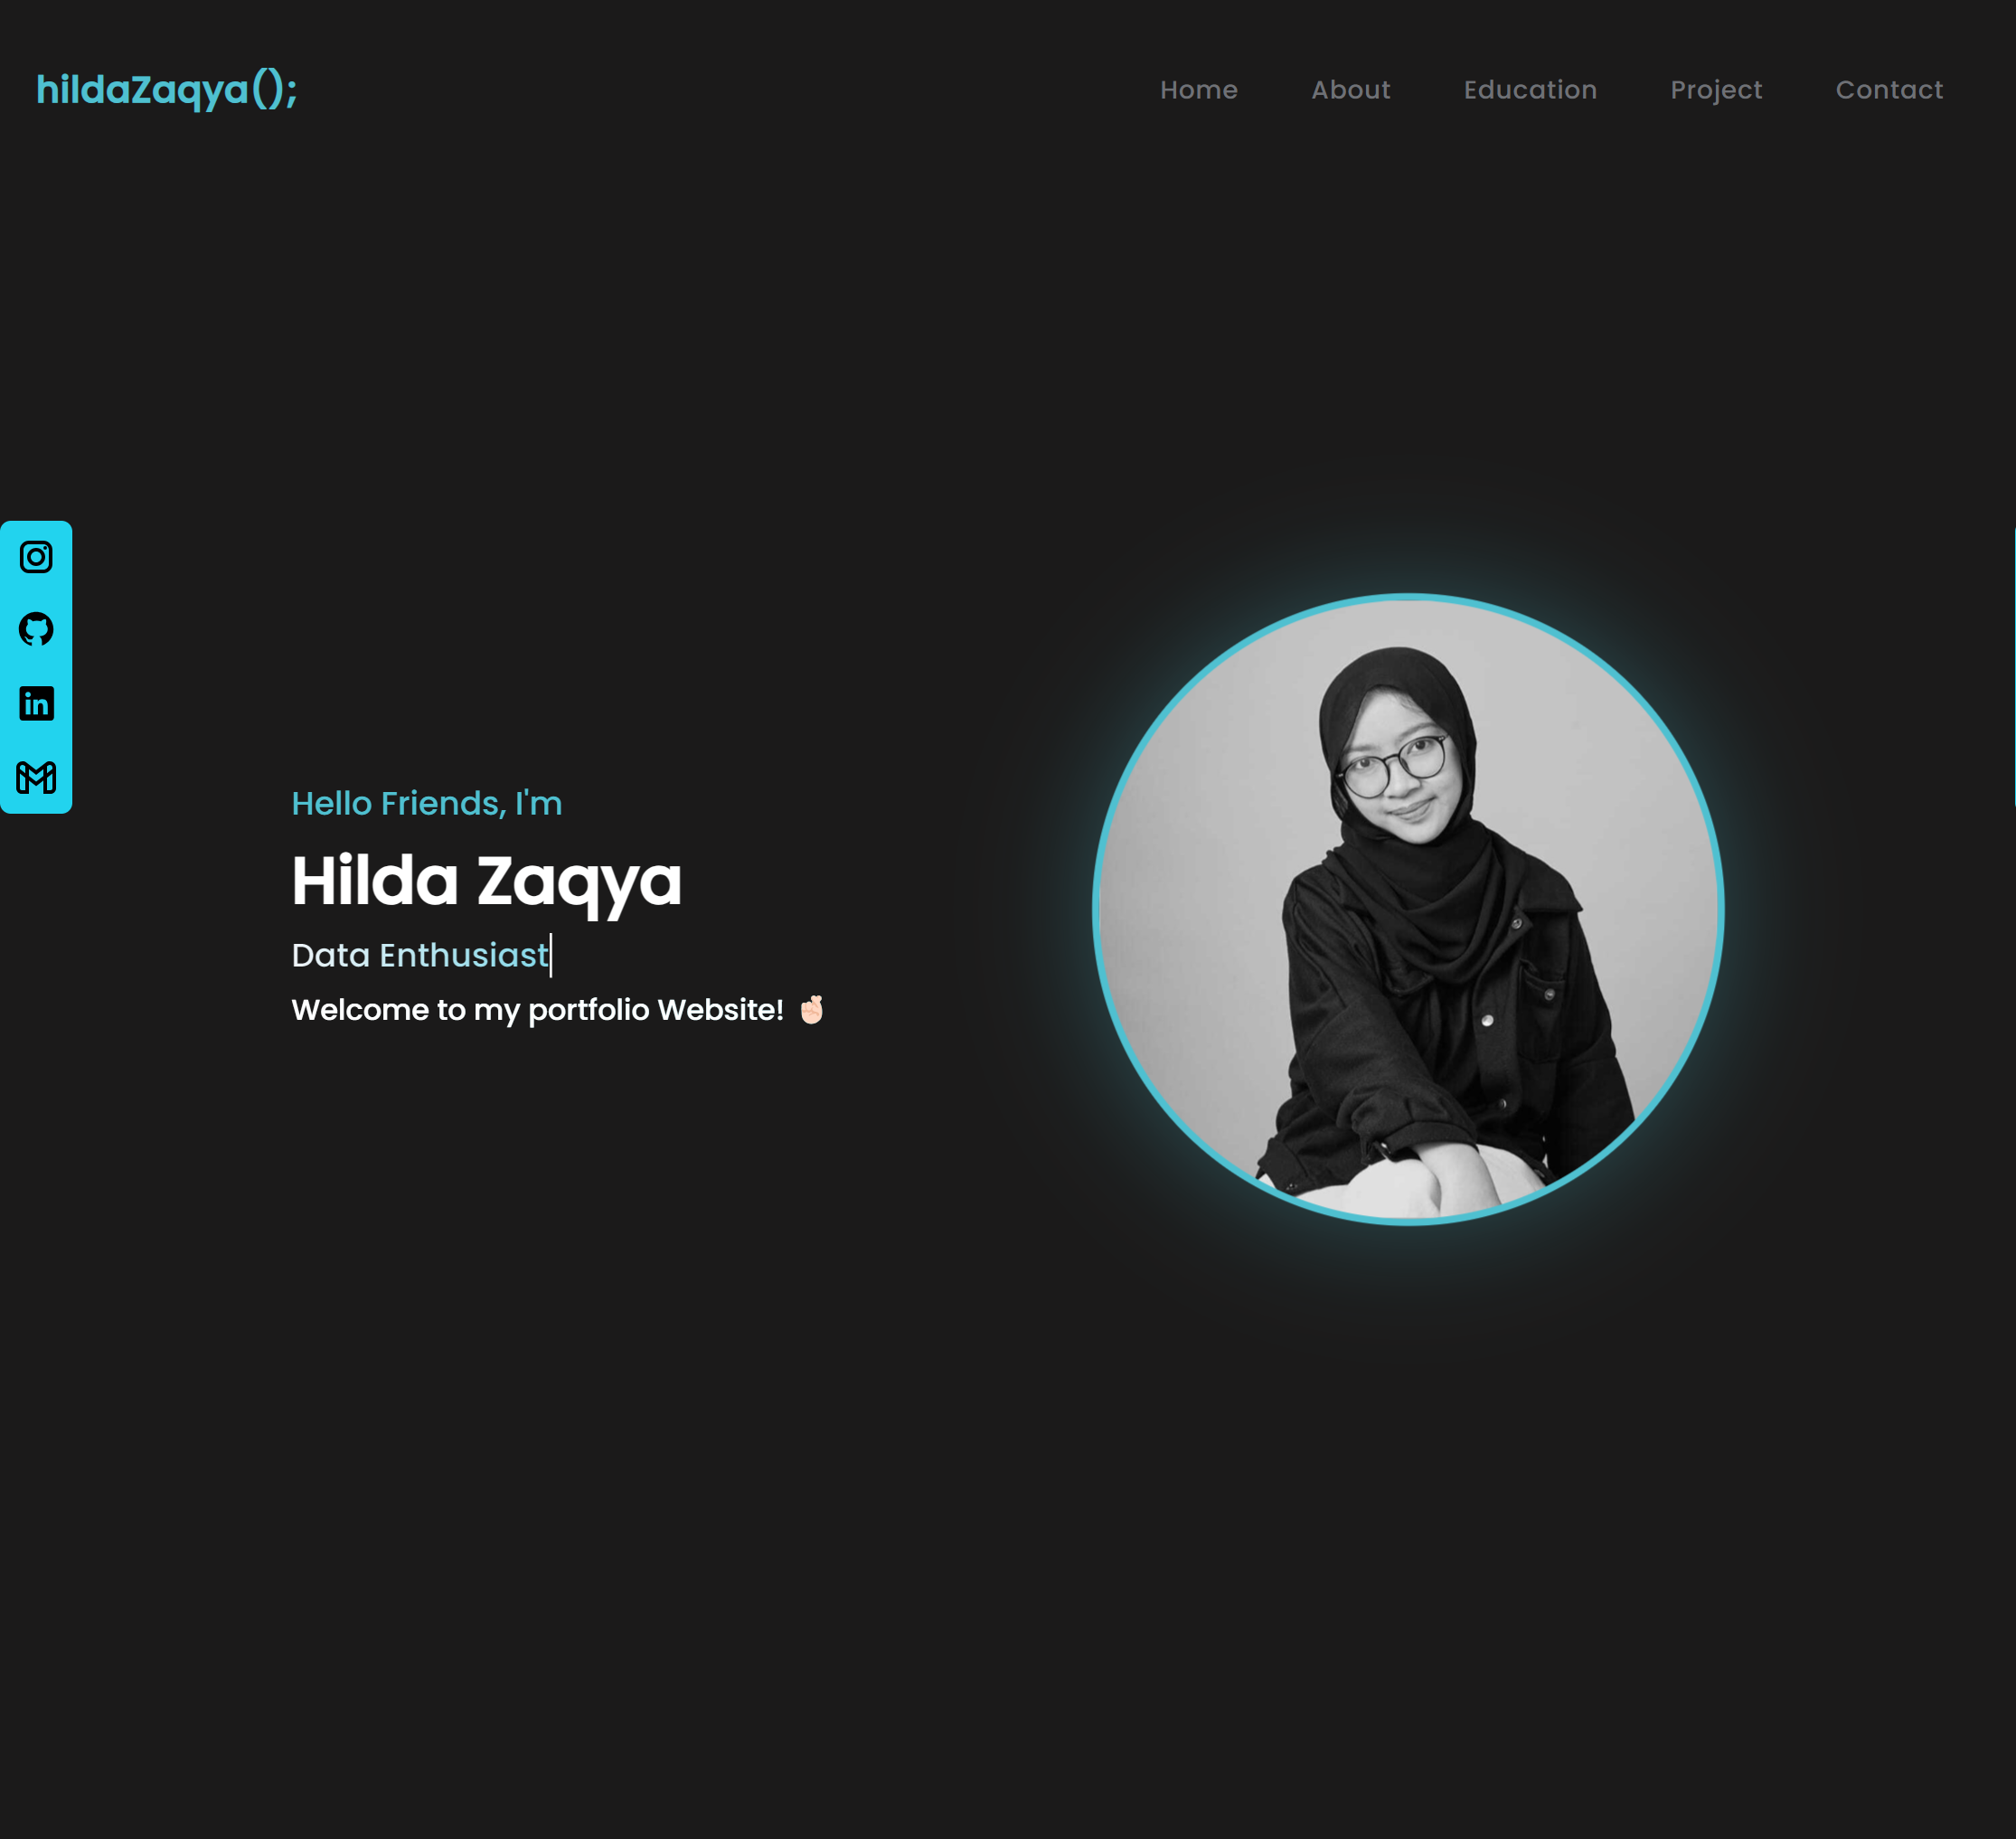 hildaZaqya();
Home About Education Project Contact
Hello Friends, I'm
Hilda Zaqya
Data Enthusiast
Welcome to my portfolio Website! 🤞🏻